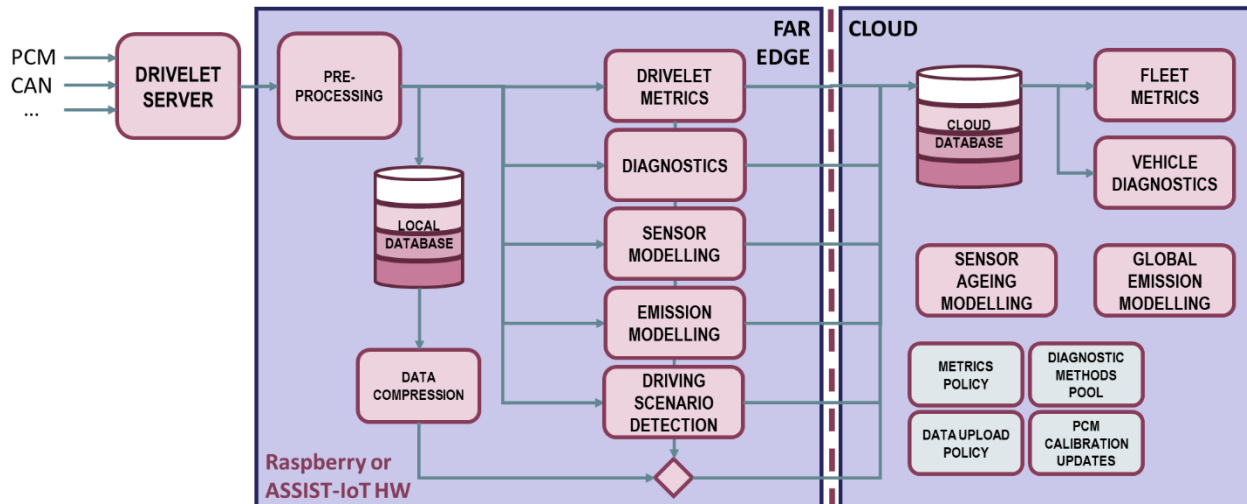 PCM
CAN
...
DRIVELET
SERVER
FAR
EDGE
PRE-
PROCESSING
LOCAL
DATABASE
DATA
COMPRESSION
DRIVELET
METRICS
DIAGNOSTICS
SENSOR
MODELLING
EMISSION
MODELLING
DRIVING
SCENARIO
DETECTION
Raspberry or
ASSIST-IoT HW
CLOUD
CLOUD
DATABASE
FLEET
METRICS
VEHICLE
DIAGNOSTICS
SENSOR
AGEING
MODELLING
GLOBAL
EMISSION
MODELLING
METRICS
POLICY
DIAGNOSTIC
METHODS
POOL
DATA UPLOAD
POLICY
PCM
CALIBRATION
UPDATES